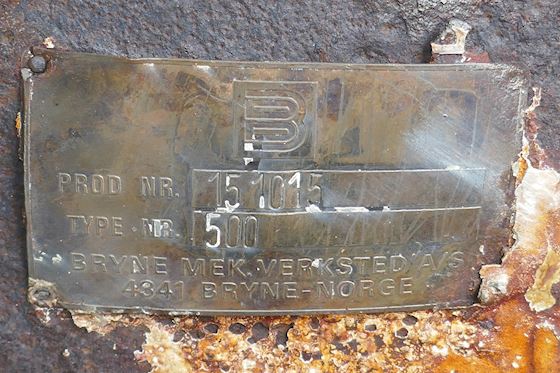 B
PROD NR. 151015
TYPE NR. 500
BRYNE MEK. VERKSTED A/S
4341 BRYNE-NORGE